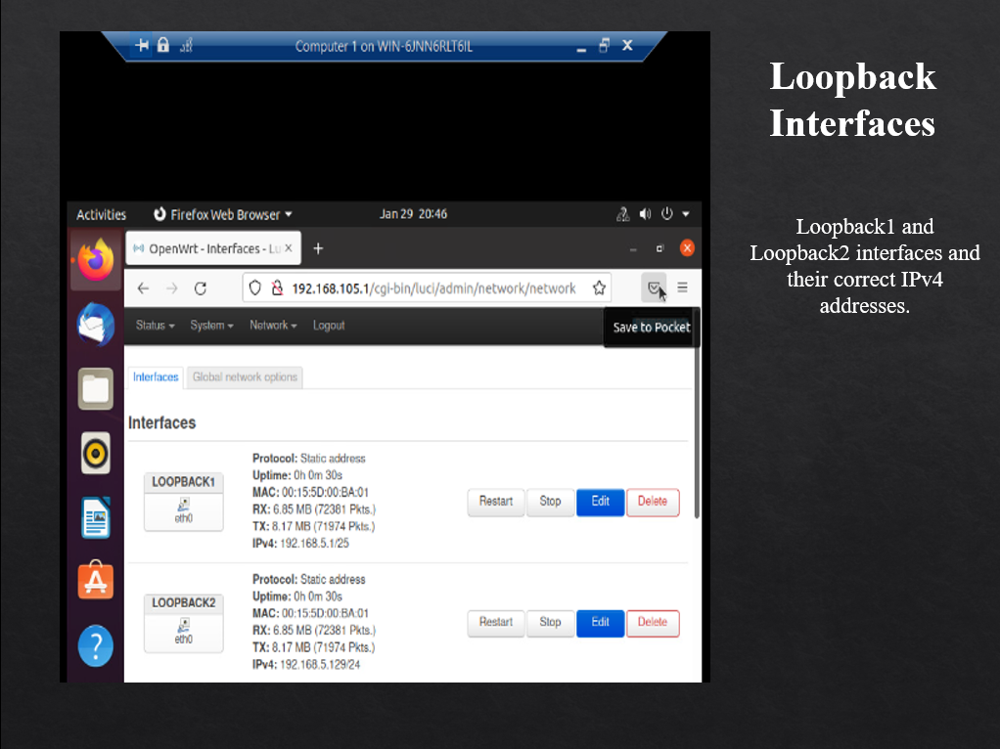 Computer 1 on WIN-6JNN6RLT6IL
Loopback
Interfaces
Loopback1 and
Loopback2 interfaces and
their correct IPv4
addresses.
Activities
Firefox Web Browser
Jan 29 20:46
OpenWrt - Interfaces - Lu
192.168.105.1/cgi-bin/luci/admin/network/network
Save to Pocket
Status System Network Logout
Interfaces Global network options
Interfaces
LOOPBACK1
eth0
Protocol: Static address
Uptime: 0h 0m 30s
MAC: 00:15:5D:00:BA:01
RX: 6.85 MB (72381 Pkts.)
TX: 8.17 MB (71974 Pkts.)
IPv4: 192.168.5.1/25
Restart Stop Edit Delete
LOOPBACK2
eth0
Protocol: Static address
Uptime: 0h 0m 30s
MAC: 00:15:5D:00:BA:01
RX: 6.85 MB (72381 Pkts.)
TX: 8.17 MB (71974 Pkts.)
IPv4: 192.168.5.129/24
Restart Stop Edit Delete